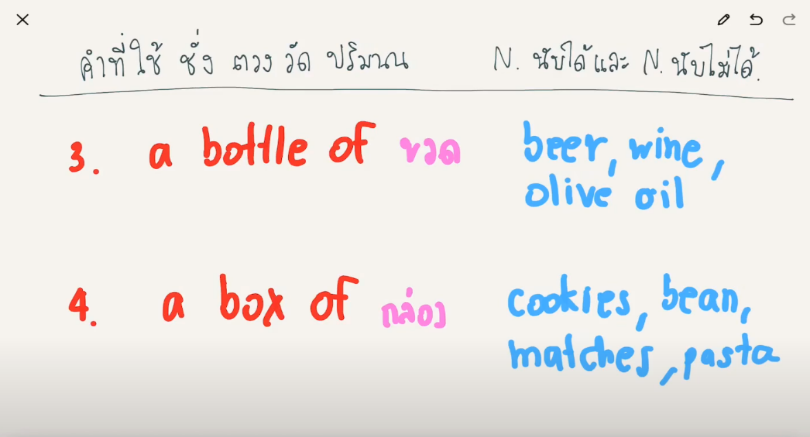 คำที่ใช้ ชั่ง ตวง วัด ปริมาณ N. นับได้และ N. นับไม่ได้.
3. a bottle of ขวด beer, wine,
olive oil
4. a box of กล่อง cookies, bean,
matches, pasta